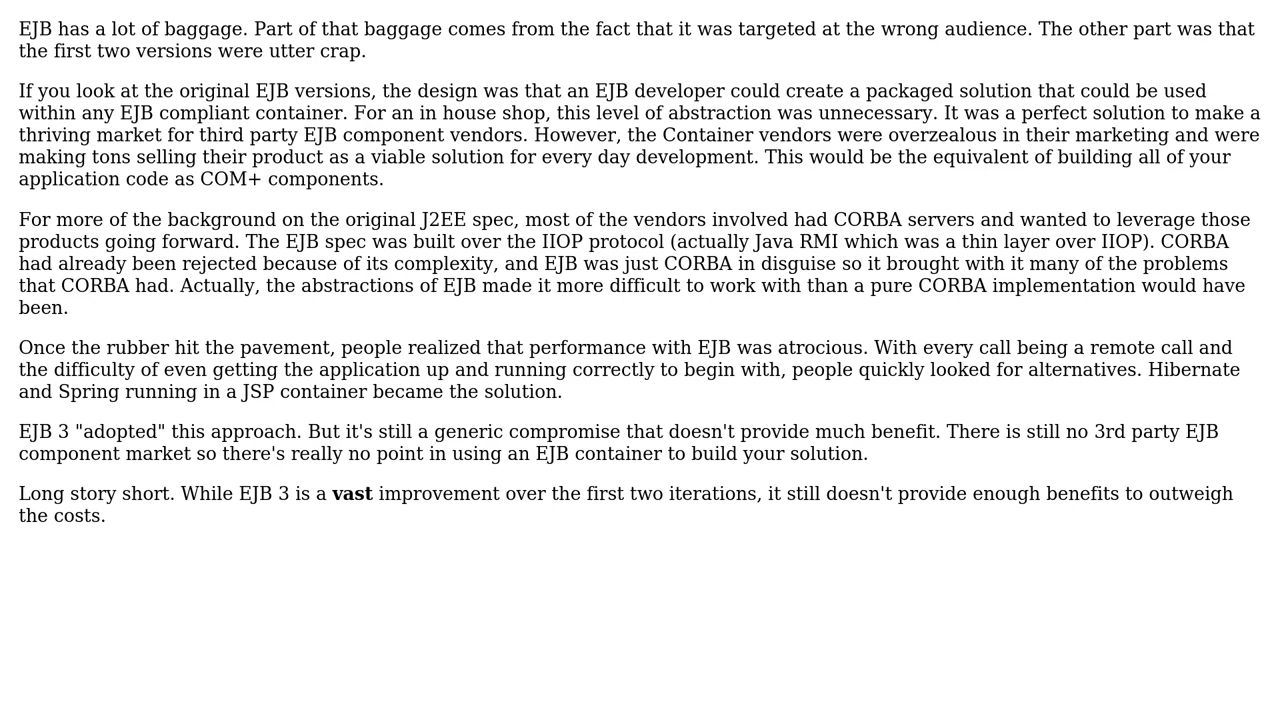 EJB has a lot of baggage. Part of that baggage comes from the fact that it was targeted at the wrong audience. The other part was that
the first two versions were utter crap.
If you look at the original EJB versions, the design was that an EJB developer could create a packaged solution that could be used
within any EJB compliant container. For an in house shop, this level of abstraction was unnecessary. It was a perfect solution to make a
thriving market for third party EJB component vendors. However, the Container vendors were overzealous in their marketing and were
making tons selling their product as a viable solution for every day development. This would be the equivalent of building all of your
application code as COM+ components.
For more of the background on the original J2EE spec, most of the vendors involved had CORBA servers and wanted to leverage those
products going forward. The EJB spec was built over the IIOP protocol (actually Java RMI which was a thin layer over IIOP). CORBA
had already been rejected because of its complexity, and EJB was just CORBA in disguise so it brought with it many of the problems
that CORBA had. Actually, the abstractions of EJB made it more difficult to work with than a pure CORBA implementation would have
been.
Once the rubber hit the pavement, people realized that performance with EJB was atrocious. With every call being a remote call and
the difficulty of even getting the application up and running correctly to begin with, people quickly looked for alternatives. Hibernate
and Spring running in a JSP container became the solution.
EJB 3 "adopted" this approach. But it's still a generic compromise that doesn't provide much benefit. There is still no 3rd party EJB
component market so there's really no point in using an EJB container to build your solution.
Long story short. While EJB 3 is a vast improvement over the first two iterations, it still doesn't provide enough benefits to outweigh
the costs.